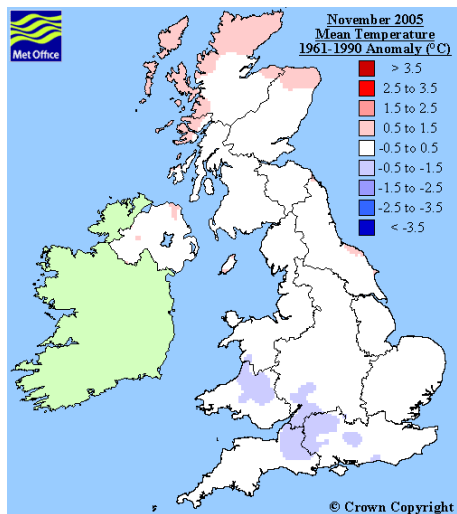 Met Office
November 2005
Mean Temperature
1961-1990 Anomaly (°C)
> 3.5
2.5 to 3.5
1.5 to 2.5
0.5 to 1.5
-0.5 to 0.5
-0.5 to -1.5
-1.5 to -2.5
-2.5 to -3.5
< -3.5
© Crown Copyright